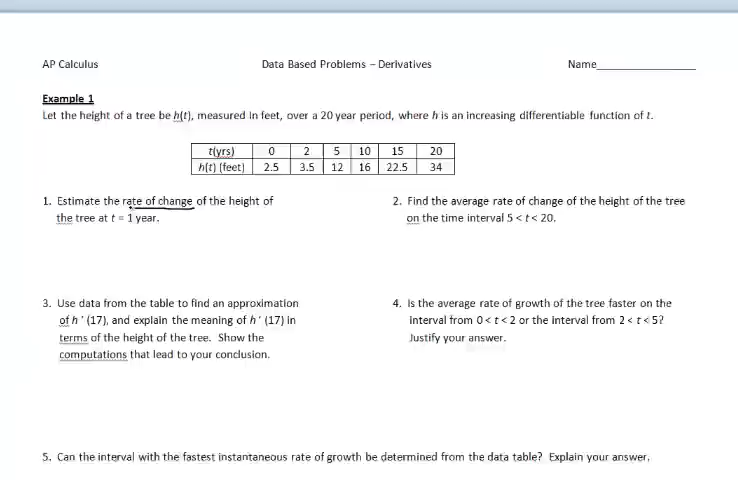 AP Calculus Data Based Problems – Derivatives Name________________
Example 1
Let the height of a tree be h(t), measured in feet, over a 20 year period, where h is an increasing differentiable function of t.
t(yrs) 0 2 5 10 15 20
h(t) (feet) 2.5 3.5 12 16 22.5 34
1. Estimate the rate of change of the height of
the tree at t = 1 year.
2. Find the average rate of change of the height of the tree
on the time interval 5 < t < 20.
3. Use data from the table to find an approximation
of h ' (17), and explain the meaning of h ' (17) in
terms of the height of the tree. Show the
computations that lead to your conclusion.
4. Is the average rate of growth of the tree faster on the
interval from 0 < t < 2 or the interval from 2 < t < 5?
Justify your answer.
5. Can the interval with the fastest instantaneous rate of growth be determined from the data table? Explain your answer.